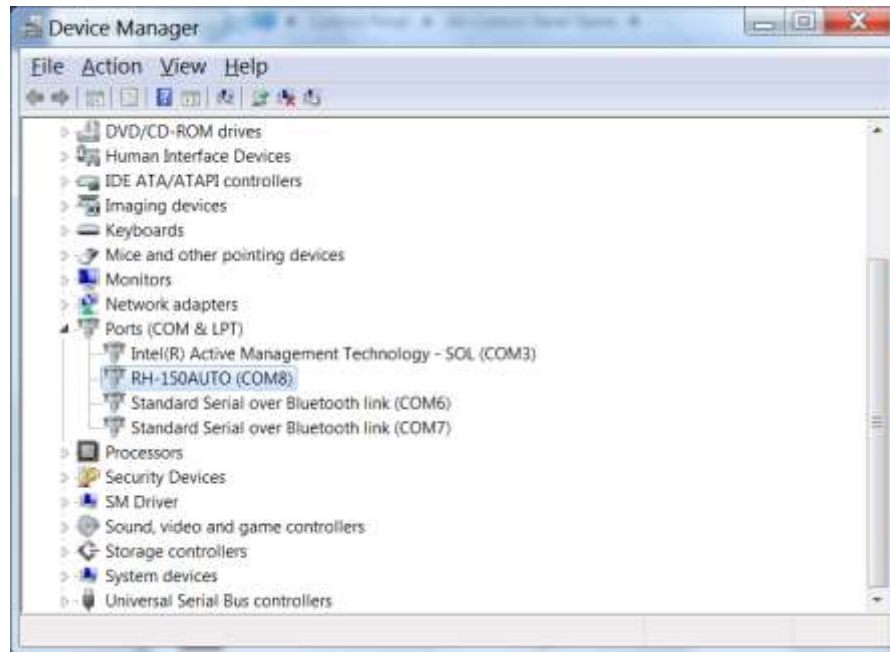 Device Manager
File Action View Help
DVD/CD-ROM drives
Human Interface Devices
IDE ATA/ATAPI controllers
Imaging devices
Keyboards
Mice and other pointing devices
Monitors
Network adapters
Ports (COM & LPT)
Intel(R) Active Management Technology - SOL (COM3)
RH-150AUTO (COM8)
Standard Serial over Bluetooth link (COM6)
Standard Serial over Bluetooth link (COM7)
Processors
Security Devices
SM Driver
Sound, video and game controllers
Storage controllers
System devices
Universal Serial Bus controllers